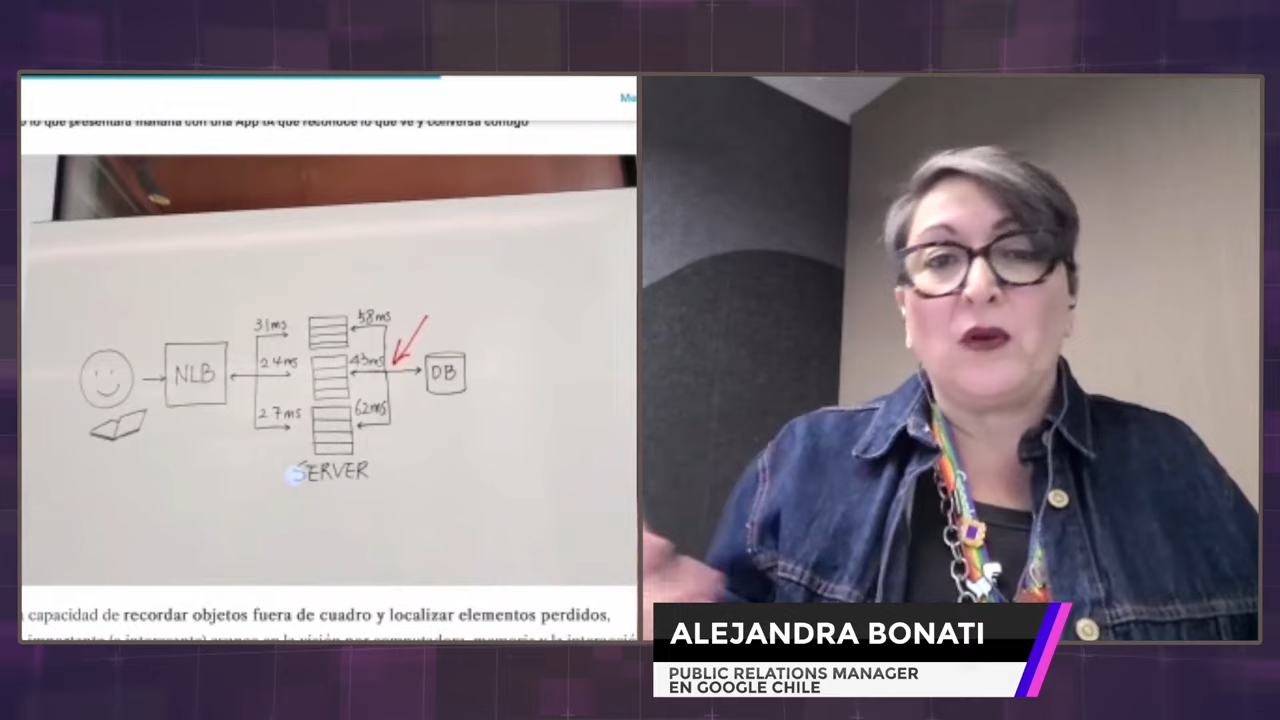 lo que presentará mañana con una App IA que reconoce lo que ve y conversa contigo
31ms
58ms
NLB
24ms
43ms
DB
27ms
62ms
SERVER
capacidad de recordar objetos fuera de cuadro y localizar elementos perdidos,
ALEJANDRA BONATI
PUBLIC RELATIONS MANAGER
EN GOOGLE CHILE